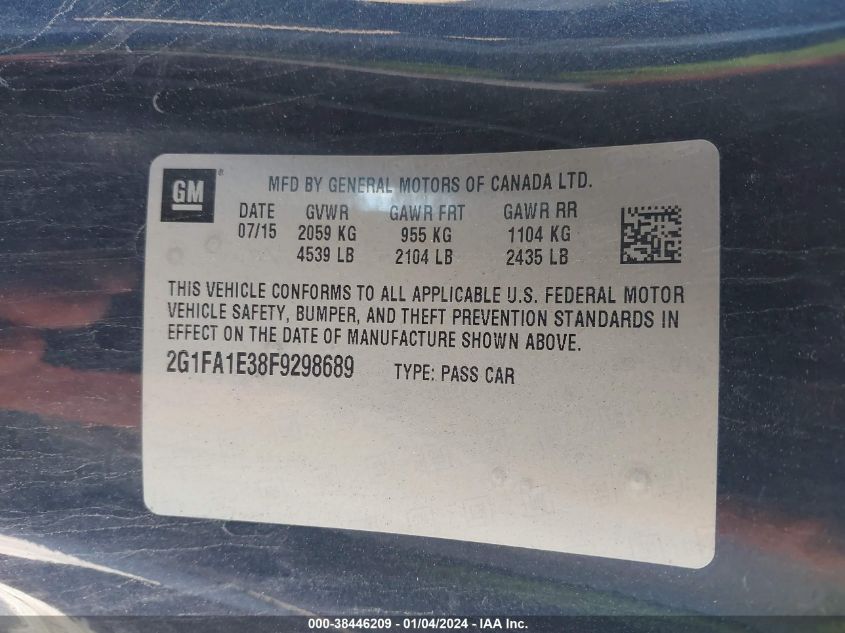 GM
®
MFD BY GENERAL MOTORS OF CANADA LTD.
DATE GVWR GAWR FRT GAWR RR
07/15 2059 KG 955 KG 1104 KG
4539 LB 2104 LB 2435 LB
THIS VEHICLE CONFORMS TO ALL APPLICABLE U.S. FEDERAL MOTOR
VEHICLE SAFETY, BUMPER, AND THEFT PREVENTION STANDARDS IN
EFFECT ON THE DATE OF MANUFACTURE SHOWN ABOVE.
2G1FA1E38F9298689 TYPE: PASS CAR
000-38446209 - 01/04/2024 - IAA Inc.